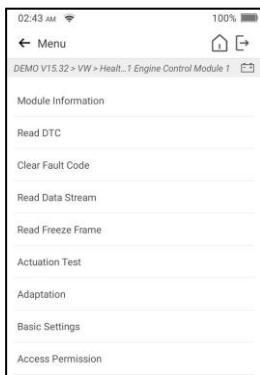 02:43 AM 100%
Menu
DEMO V15.32 > VW > Healt...1 Engine Control Module 1
Module Information
Read DTC
Clear Fault Code
Read Data Stream
Read Freeze Frame
Actuation Test
Adaptation
Basic Settings
Access Permission